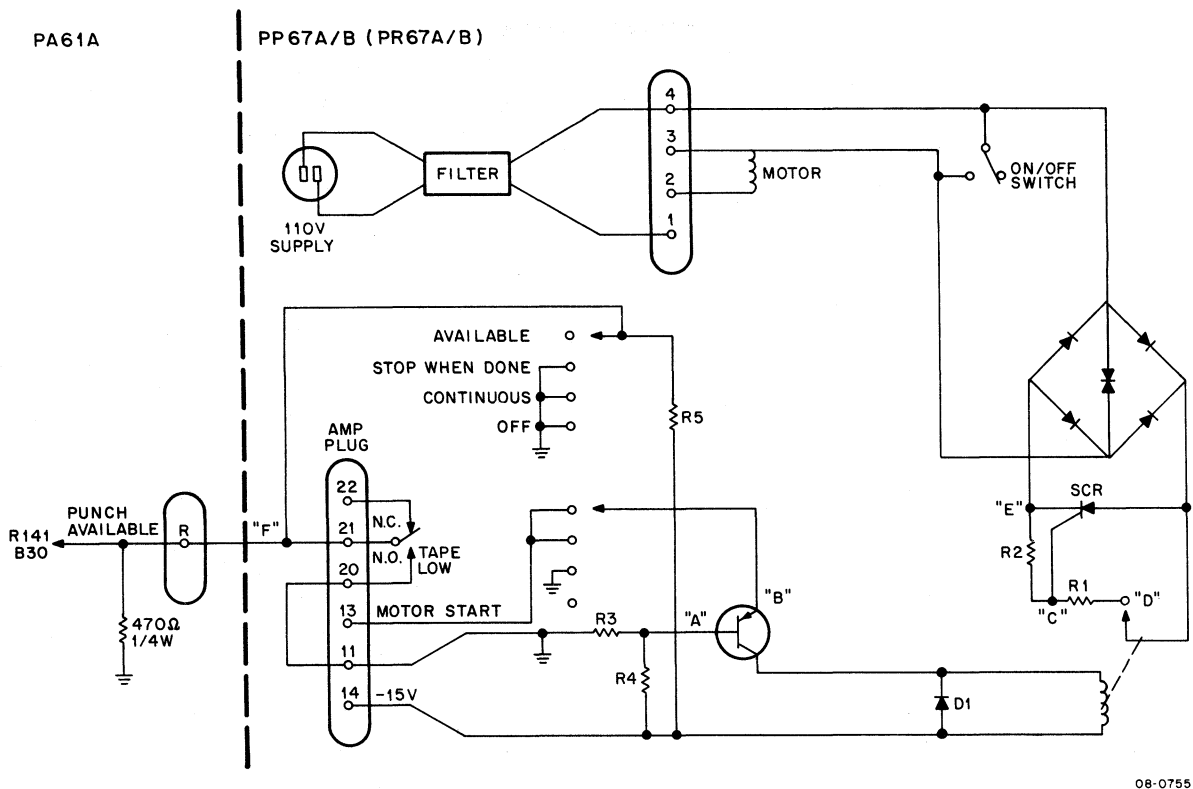 PA61A
PP67A/B (PR67A/B)
4
3
2
1
FILTER
MOTOR
ON/OFF
SWITCH
110V
SUPPLY
AVAILABLE
STOP WHEN DONE
CONTINUOUS
OFF
R5
AMP
PLUG
22
21
20
13
11
14
N.C.
N.O.
TAPE
LOW
MOTOR START
-15V
PUNCH
AVAILABLE
R
"F"
R141
B30
470Ω
1/4W
"E"
SCR
R2
R1
"D"
"C"
"B"
"A"
R3
R4
D1
08-0755